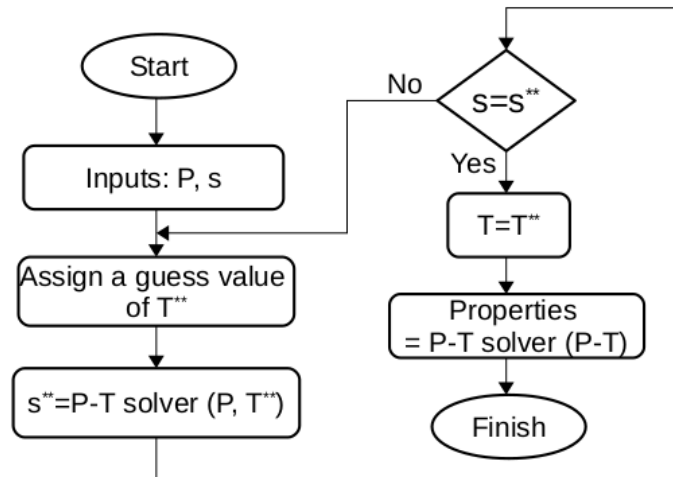 Start
Inputs: P, s
Assign a guess value
of T**
s**=P-T solver (P, T**)
No
s=s**
Yes
T=T**
Properties
= P-T solver (P-T)
Finish